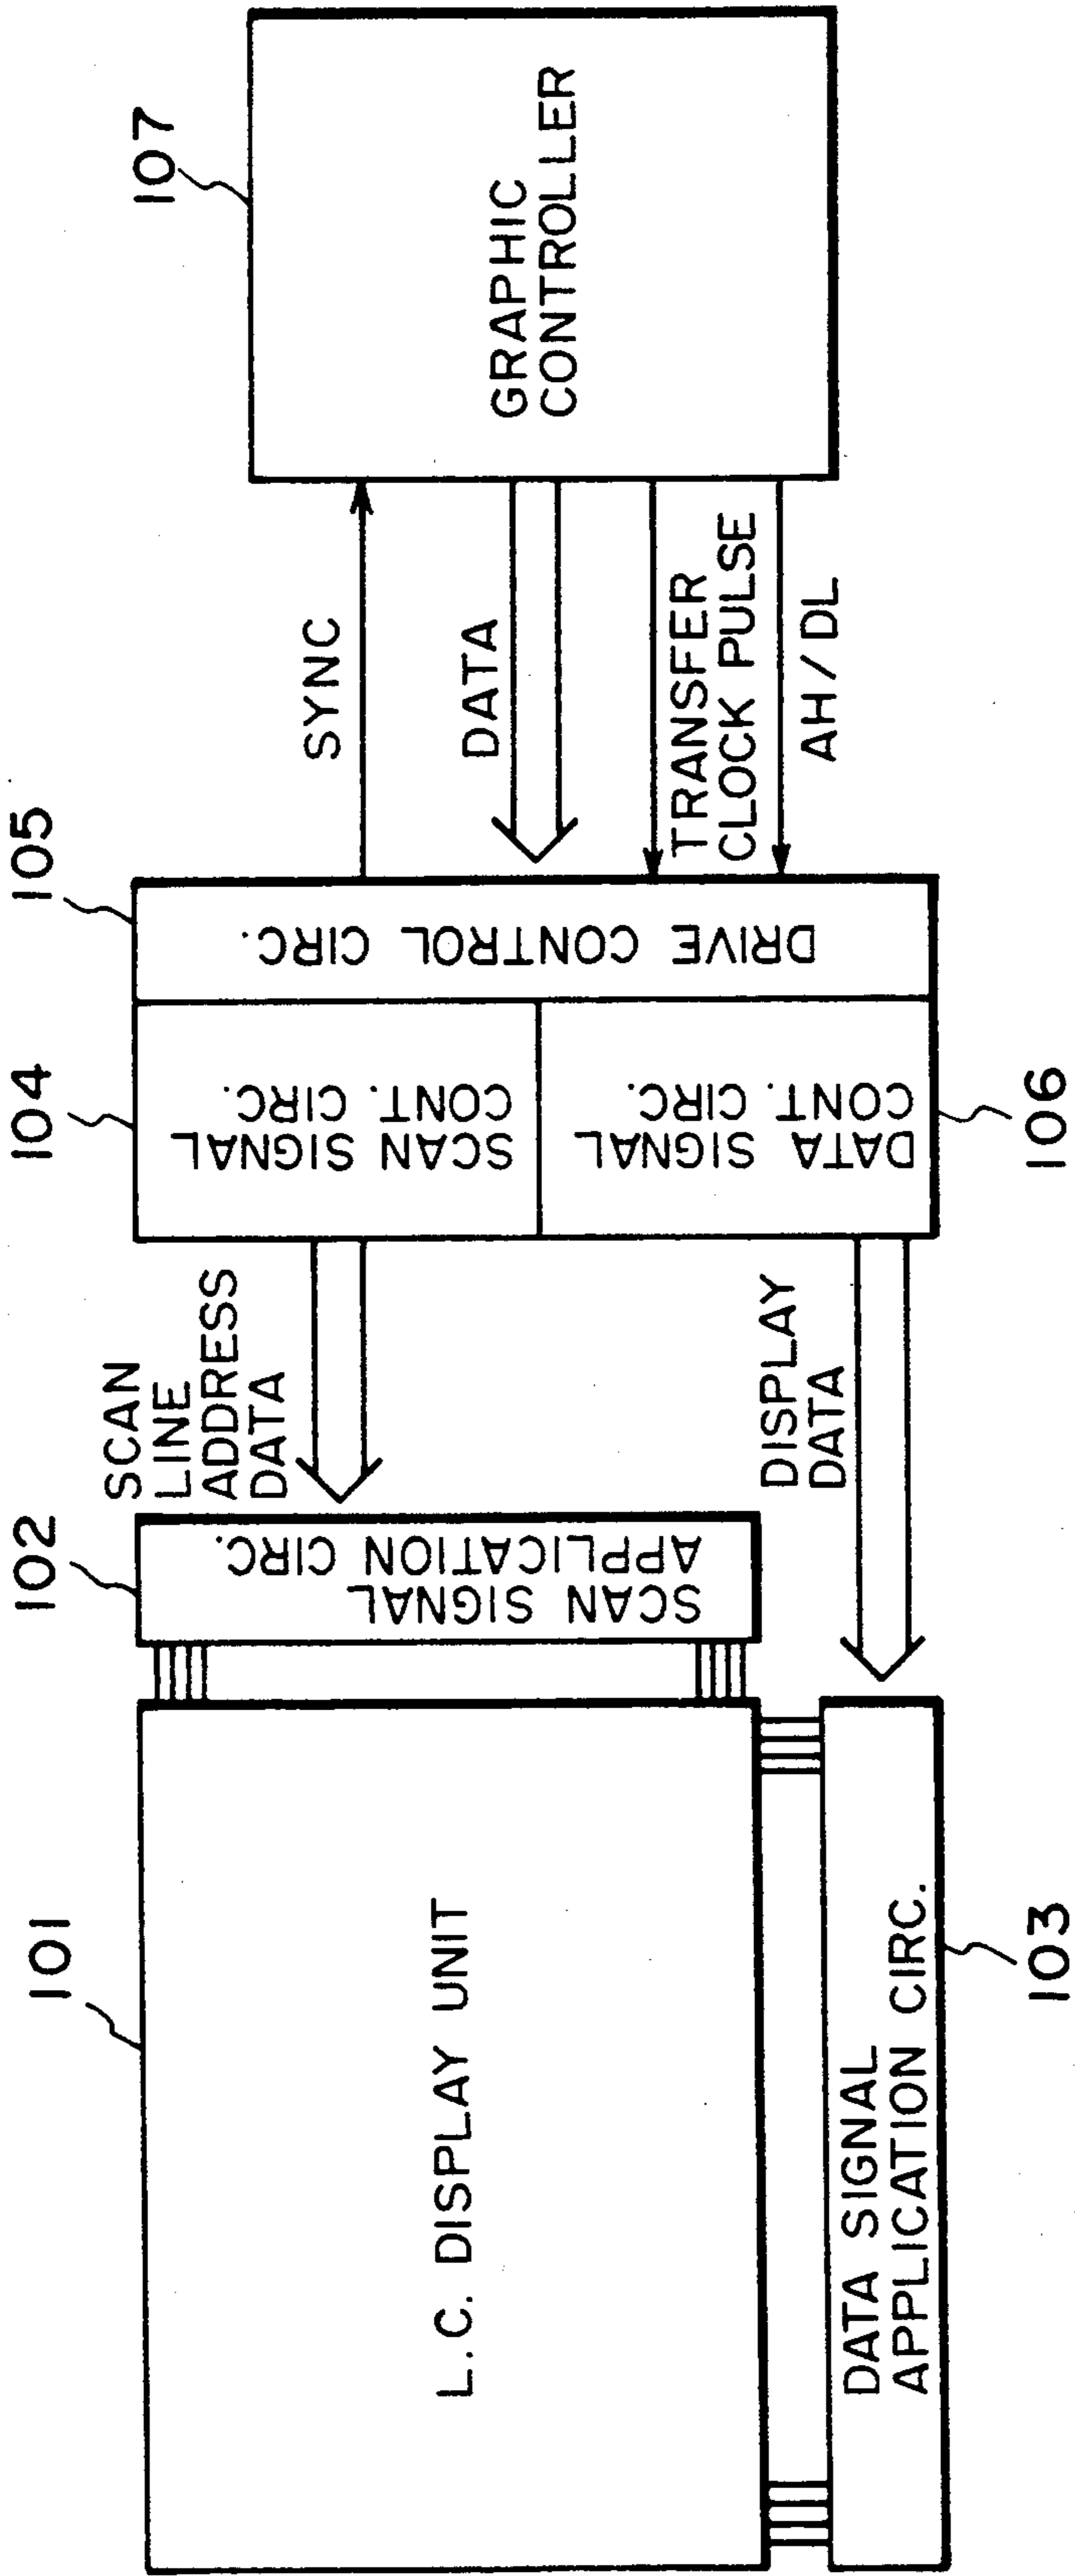 101
L.C. DISPLAY UNIT
102
SCAN SIGNAL
APPLICATION CIRC.
DATA SIGNAL
APPLICATION CIRC.
103
SCAN
LINE
ADDRESS
DATA
DISPLAY
DATA
104
SCAN SIGNAL
CONT. CIRC.
DATA SIGNAL
CONT. CIRC.
106
105
DRIVE CONTROL CIRC.
SYNC
DATA
TRANSFER
CLOCK PULSE
AH/DL
107
GRAPHIC
CONTROLLER